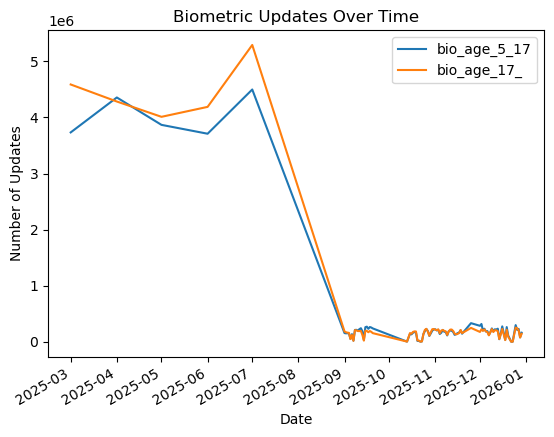 Biometric Updates Over Time
1e6
bio_age_5_17
bio_age_17_
Number of Updates
5
4
3
2
1
0
2025-03
2025-04
2025-05
2025-06
2025-07
2025-08
2025-09
2025-10
2025-11
2025-12
2026-01
Date